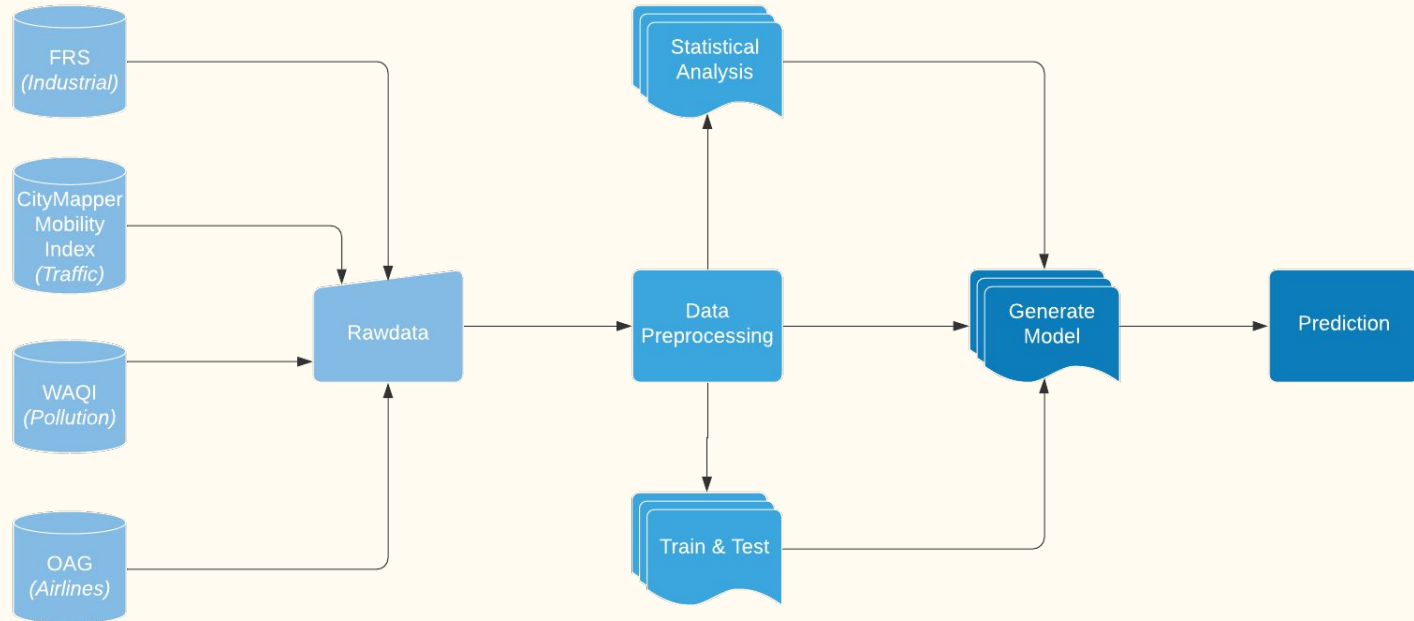 FRS
(Industrial)
CityMapper
Mobility
Index
(Traffic)
WAQI
(Pollution)
OAG
(Airlines)
Rawdata
Statistical
Analysis
Data
Preprocessing
Train & Test
Generate
Model
Prediction